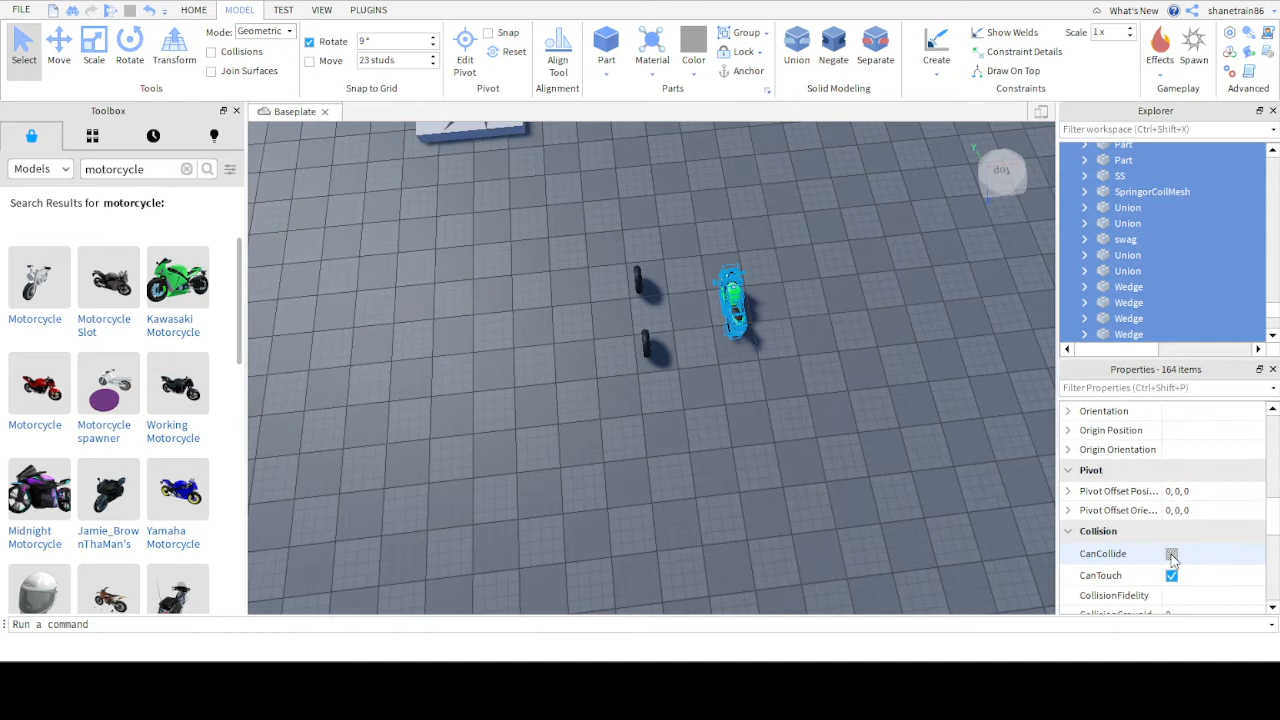 FILE HOME MODEL TEST VIEW PLUGINS What's New shanetrain86
Select Move Scale Rotate Transform
Mode: Geometric
Collisions
Join Surfaces
Tools
Rotate 9°
Move 23 studs
Snap to Grid
Edit Pivot
Snap
Reset
Pivot
Align Tool
Alignment
Part Material Color
Group
Lock
Anchor
Parts
Union Negate Separate
Solid Modeling
Create
Show Welds
Constraint Details
Draw On Top
Scale 1 x
Constraints
Effects Spawn
Gameplay
Advanced
Toolbox
Models motorcycle
Search Results for motorcycle:
Motorcycle
Motorcycle Slot
Kawasaki Motorcycle
Motorcycle
Motorcycle spawner
Working Motorcycle
Midnight Motorcycle
Jamie_BrownThaMan's
Yamaha Motorcycle
Baseplate
Y
Top
Explorer
Filter workspace (Ctrl+Shift+X)
Part
Part
SS
SpringorCoilMesh
Union
Union
swag
Union
Union
Wedge
Wedge
Wedge
Wedge
Properties - 164 items
Filter Properties (Ctrl+Shift+P)
Orientation
Origin Position
Origin Orientation
Pivot
Pivot Offset Posi... 0, 0, 0
Pivot Offset Orie... 0, 0, 0
Collision
CanCollide
CanTouch
CollisionFidelity
Run a command